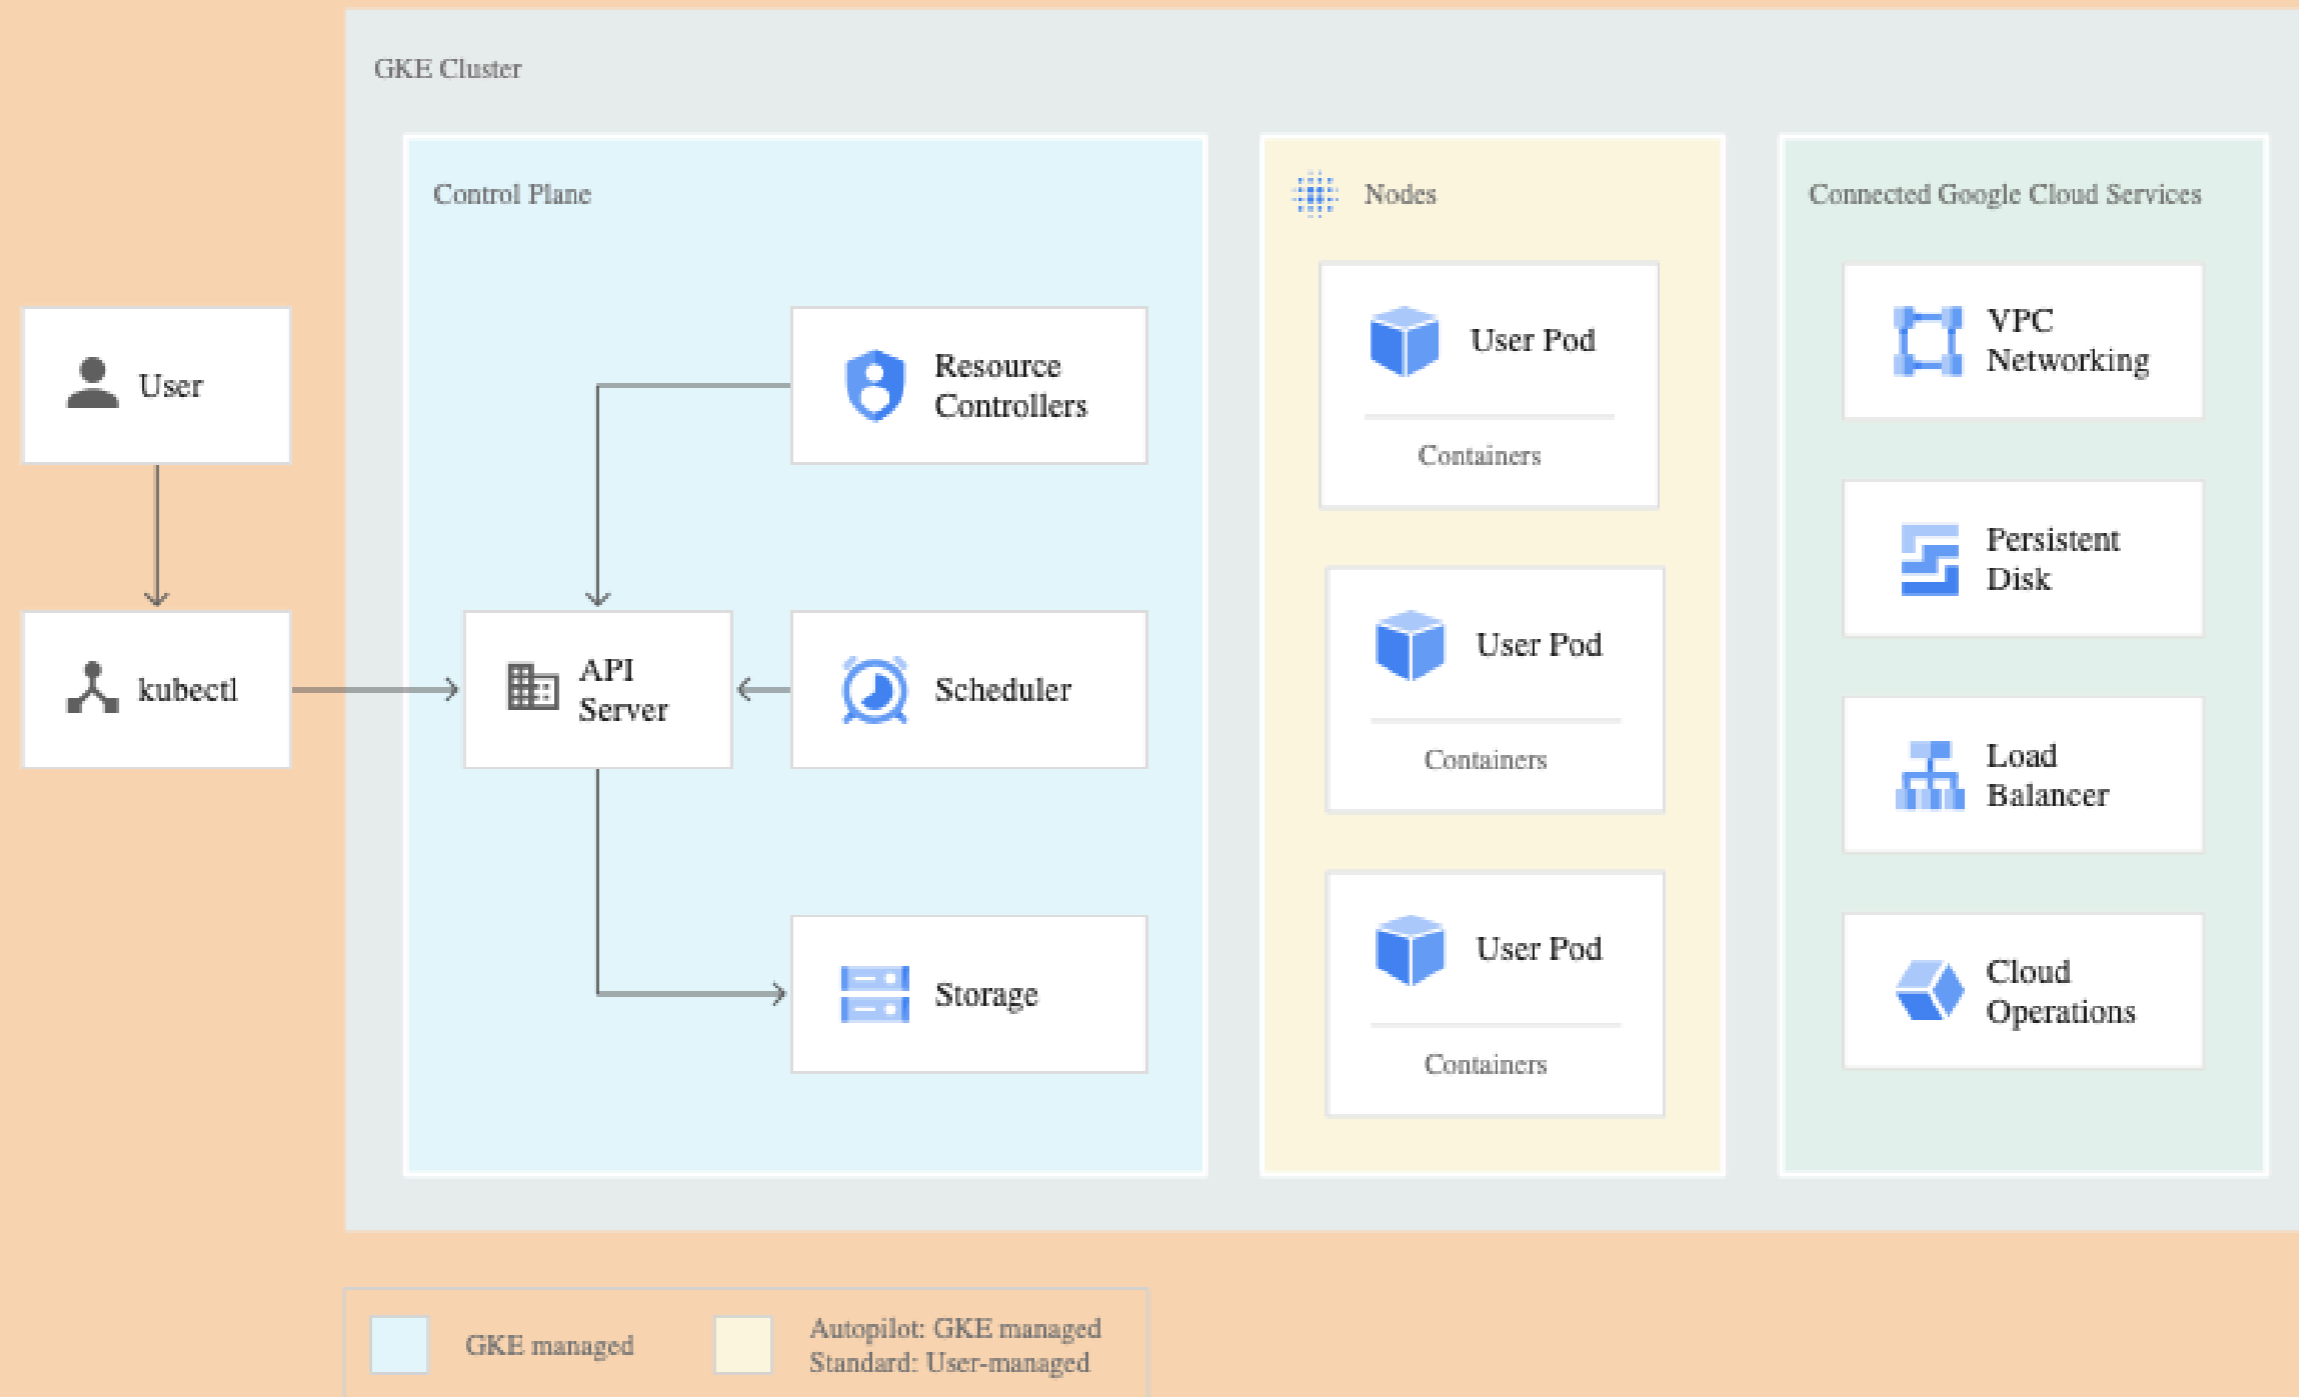 GKE Cluster
Control Plane
User
kubectl
Resource
Controllers
API
Server
Scheduler
Storage
Nodes
User Pod
Containers
User Pod
Containers
User Pod
Containers
Connected Google Cloud Services
VPC
Networking
Persistent
Disk
Load
Balancer
Cloud
Operations
GKE managed
Autopilot: GKE managed
Standard: User-managed